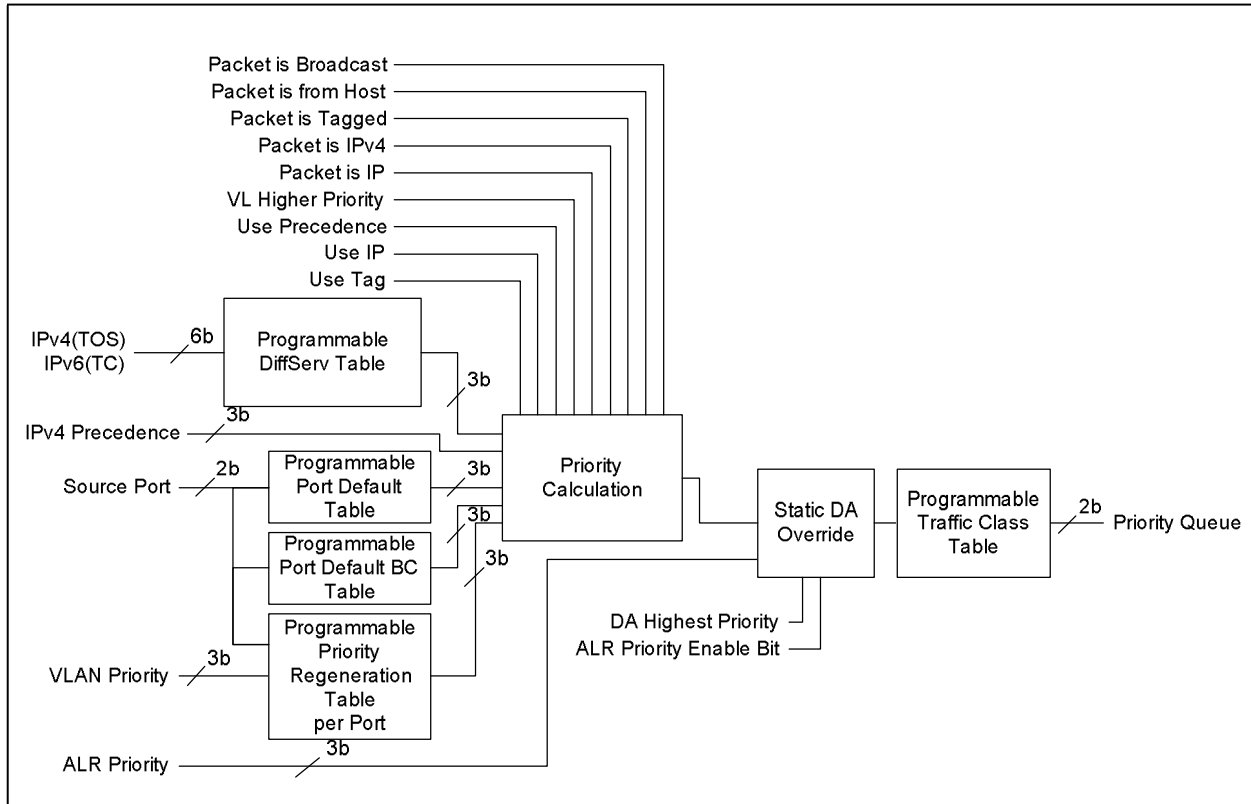 Packet is Broadcast
Packet is from Host
Packet is Tagged
Packet is IPv4
Packet is IP
VL Higher Priority
Use Precedence
Use IP
Use Tag
IPv4(TOS)
IPv6(TC)
6b
Programmable
DiffServ Table
3b
IPv4 Precedence
3b
Source Port
2b
Programmable
Port Default
Table
3b
Programmable
Port Default BC
Table
3b
VLAN Priority
3b
Programmable
Priority
Regeneration
Table
per Port
3b
ALR Priority
3b
Priority
Calculation
Static DA
Override
DA Highest Priority
ALR Priority Enable Bit
Programmable
Traffic Class
Table
2b
Priority Queue